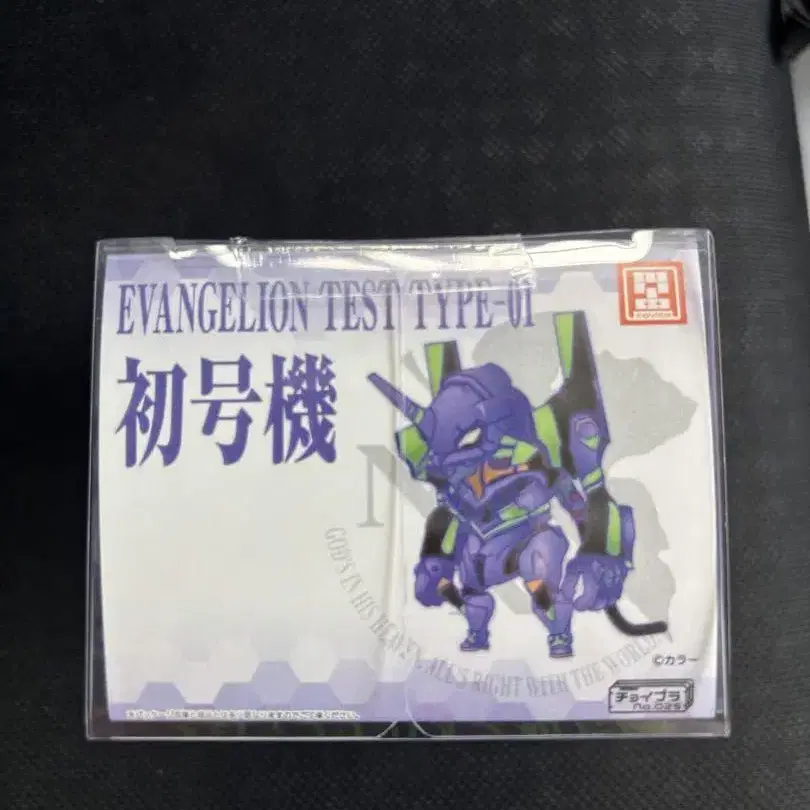 EVANGELION TEST TYPE-01
初号機
GOD'S IN HIS HEAVEN. ALL'S RIGHT WITH THE WORLD.
©カラー
チョイプラ
No.025